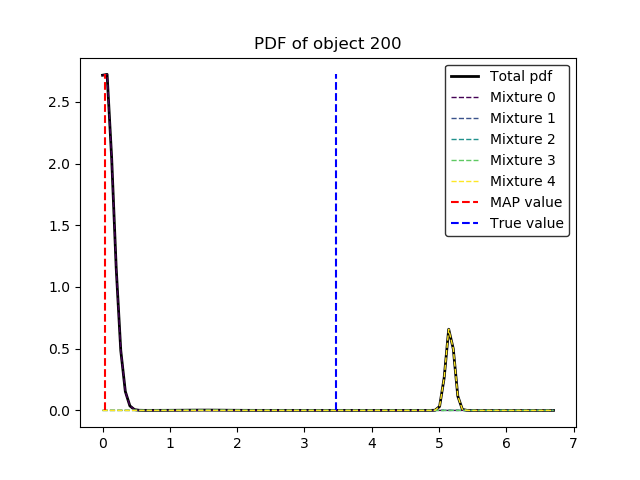 PDF of object 200
Total pdf
Mixture 0
Mixture 1
Mixture 2
Mixture 3
Mixture 4
MAP value
True value
2.5
2.0
1.5
1.0
0.5
0.0
0 1 2 3 4 5 6 7